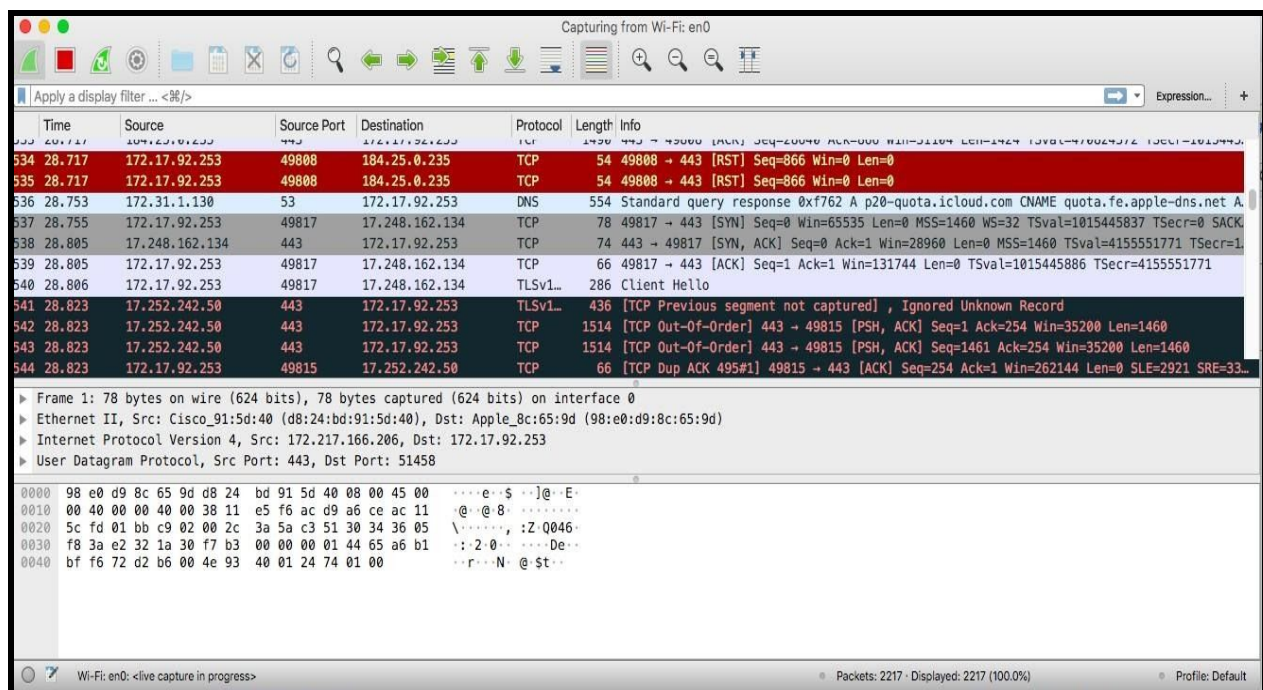 Capturing from Wi-Fi: en0
Apply a display filter ... <⌘/>
Expression... +
Time Source Source Port Destination Protocol Length Info
534 28.717 172.17.92.253 49808 184.25.0.235 TCP 54 49808 → 443 [RST] Seq=866 Win=0 Len=0
535 28.717 172.17.92.253 49808 184.25.0.235 TCP 54 49808 → 443 [RST] Seq=866 Win=0 Len=0
536 28.753 172.31.1.130 53 172.17.92.253 DNS 554 Standard query response 0xf762 A p20-quota.icloud.com CNAME quota.fe.apple-dns.net A…
537 28.755 172.17.92.253 49817 17.248.162.134 TCP 78 49817 → 443 [SYN] Seq=0 Win=65535 Len=0 MSS=1460 WS=32 TSval=1015445837 TSecr=0 SACK…
538 28.805 17.248.162.134 443 172.17.92.253 TCP 74 443 → 49817 [SYN, ACK] Seq=0 Ack=1 Win=28960 Len=0 MSS=1460 TSval=4155551771 TSecr=1…
539 28.805 172.17.92.253 49817 17.248.162.134 TCP 66 49817 → 443 [ACK] Seq=1 Ack=1 Win=131744 Len=0 TSval=1015445886 TSecr=4155551771
540 28.806 172.17.92.253 49817 17.248.162.134 TLSv1… 286 Client Hello
541 28.823 17.252.242.50 443 172.17.92.253 TLSv1… 436 [TCP Previous segment not captured] , Ignored Unknown Record
542 28.823 17.252.242.50 443 172.17.92.253 TCP 1514 [TCP Out-Of-Order] 443 → 49815 [PSH, ACK] Seq=1 Ack=254 Win=35200 Len=1460
543 28.823 17.252.242.50 443 172.17.92.253 TCP 1514 [TCP Out-Of-Order] 443 → 49815 [PSH, ACK] Seq=1461 Ack=254 Win=35200 Len=1460
544 28.823 172.17.92.253 49815 17.252.242.50 TCP 66 [TCP Dup ACK 495#1] 49815 → 443 [ACK] Seq=254 Ack=1 Win=262144 Len=0 SLE=2921 SRE=33…
Frame 1: 78 bytes on wire (624 bits), 78 bytes captured (624 bits) on interface 0
Ethernet II, Src: Cisco_91:5d:40 (d8:24:bd:91:5d:40), Dst: Apple_8c:65:9d (98:e0:d9:8c:65:9d)
Internet Protocol Version 4, Src: 172.217.166.206, Dst: 172.17.92.253
User Datagram Protocol, Src Port: 443, Dst Port: 51458
0000 98 e0 d9 8c 65 9d d8 24 bd 91 5d 40 08 00 45 00 ····e··$ ··]@··E·
0010 00 40 00 00 40 00 38 11 e5 f6 ac d9 a6 ce ac 11 ·@··@·8· ········
0020 5c fd 01 bb c9 02 00 2c 3a 5a c3 51 30 34 36 05 \······, :Z·Q046·
0030 f8 3a e2 32 1a 30 f7 b3 00 00 00 01 44 65 a6 b1 ·:·2·0·· ····De··
0040 bf f6 72 d2 b6 00 4e 93 40 01 24 74 01 00 ··r···N· @·$t··
Wi-Fi: en0: <live capture in progress> Packets: 2217 · Displayed: 2217 (100.0%) Profile: Default